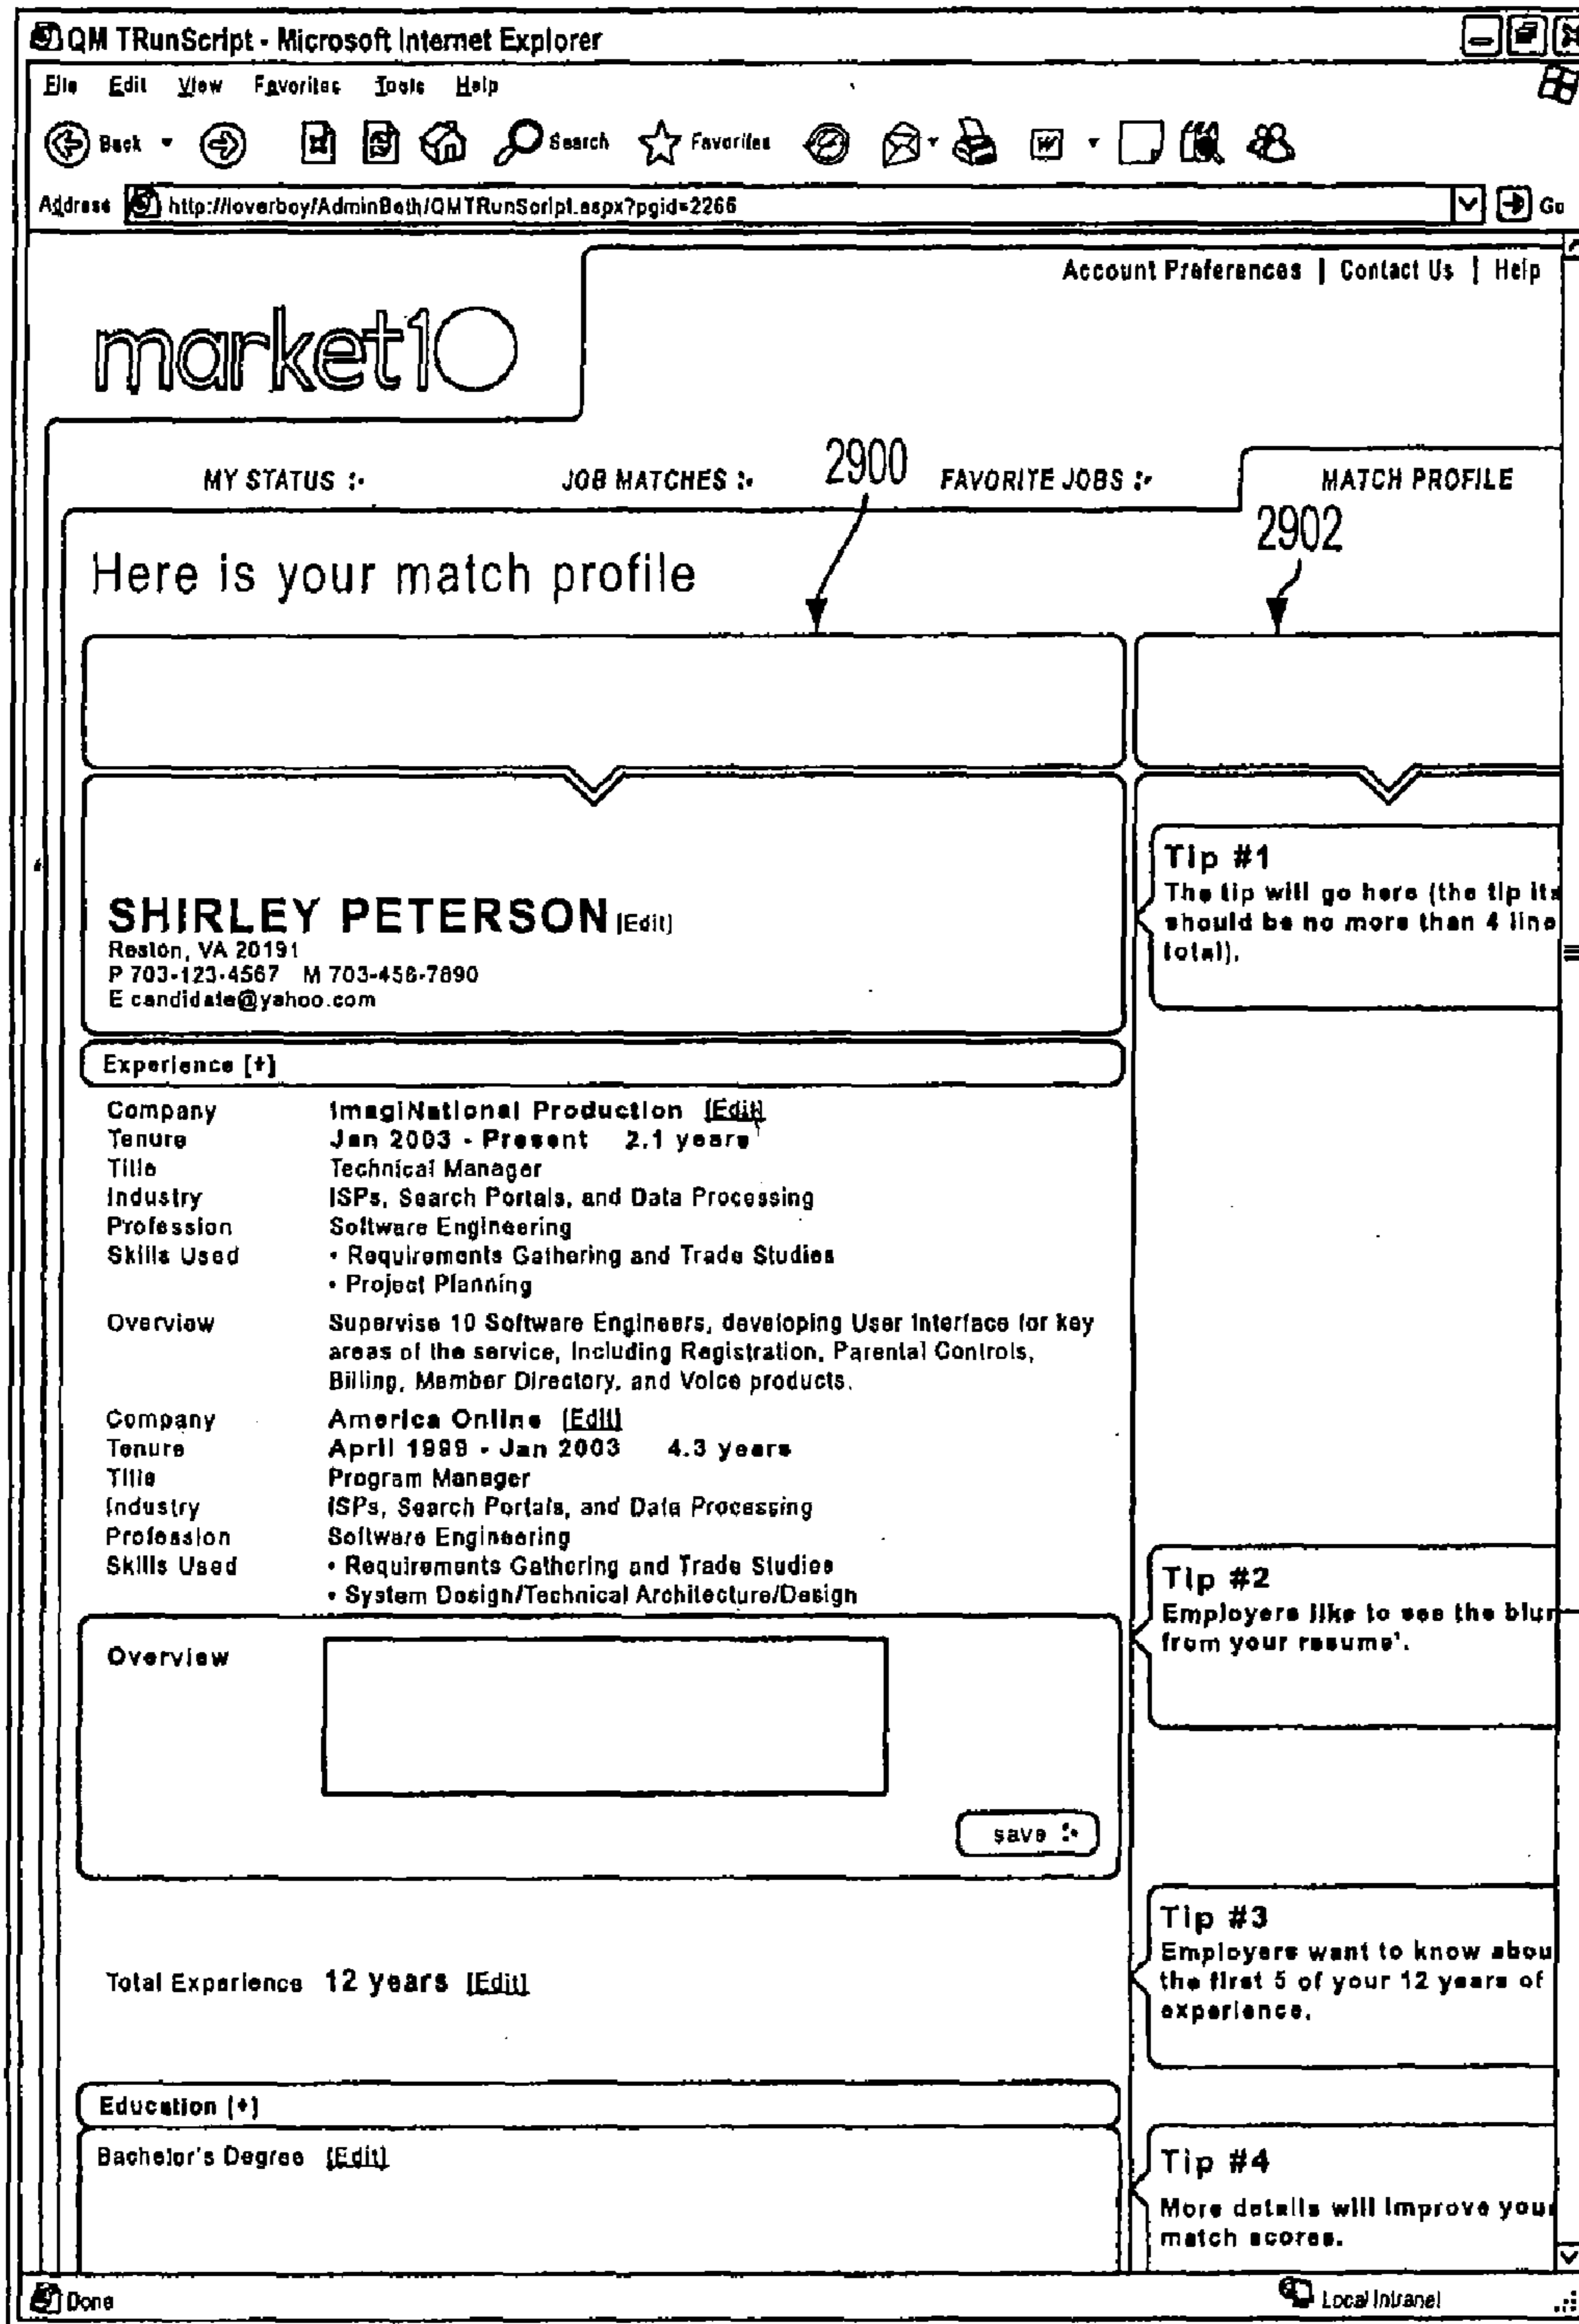 QM TRunScript - Microsoft Internet Explorer
File Edit View Favorites Tools Help
Back Search Favorites
Address http://loverboy/AdminBeth/QMTRunScript.aspx?pgid=2266 Go
Account Preferences | Contact Us | Help
market10
MY STATUS JOB MATCHES 2900 FAVORITE JOBS MATCH PROFILE
2902
Here is your match profile
Tip #1
The tip will go here (the tip its
should be no more than 4 line
total).
SHIRLEY PETERSON [Edit]
Reston, VA 20191
P 703-123-4567 M 703-456-7890
E candidate@yahoo.com
Experience [+]
Company ImagiNational Production [Edit]
Tenure Jan 2003 - Present 2.1 years
Title Technical Manager
Industry ISPs, Search Portals, and Data Processing
Profession Software Engineering
Skills Used • Requirements Gathering and Trade Studies
• Project Planning
Overview Supervise 10 Software Engineers, developing User Interface for key
areas of the service, Including Registration, Parental Controls,
Billing, Member Directory, and Voice products.
Company America Online [Edit]
Tenure April 1999 - Jan 2003 4.3 years
Title Program Manager
Industry ISPs, Search Portals, and Data Processing
Profession Software Engineering
Skills Used • Requirements Gathering and Trade Studies
• System Design/Technical Architecture/Design
Tip #2
Employers like to see the blur
from your resume'.
Overview
save
Tip #3
Employers want to know abou
the first 5 of your 12 years of
experience.
Total Experience 12 years [Edit]
Education [+]
Bachelor's Degree [Edit]
Tip #4
More details will improve your
match scores.
Done Local intranet